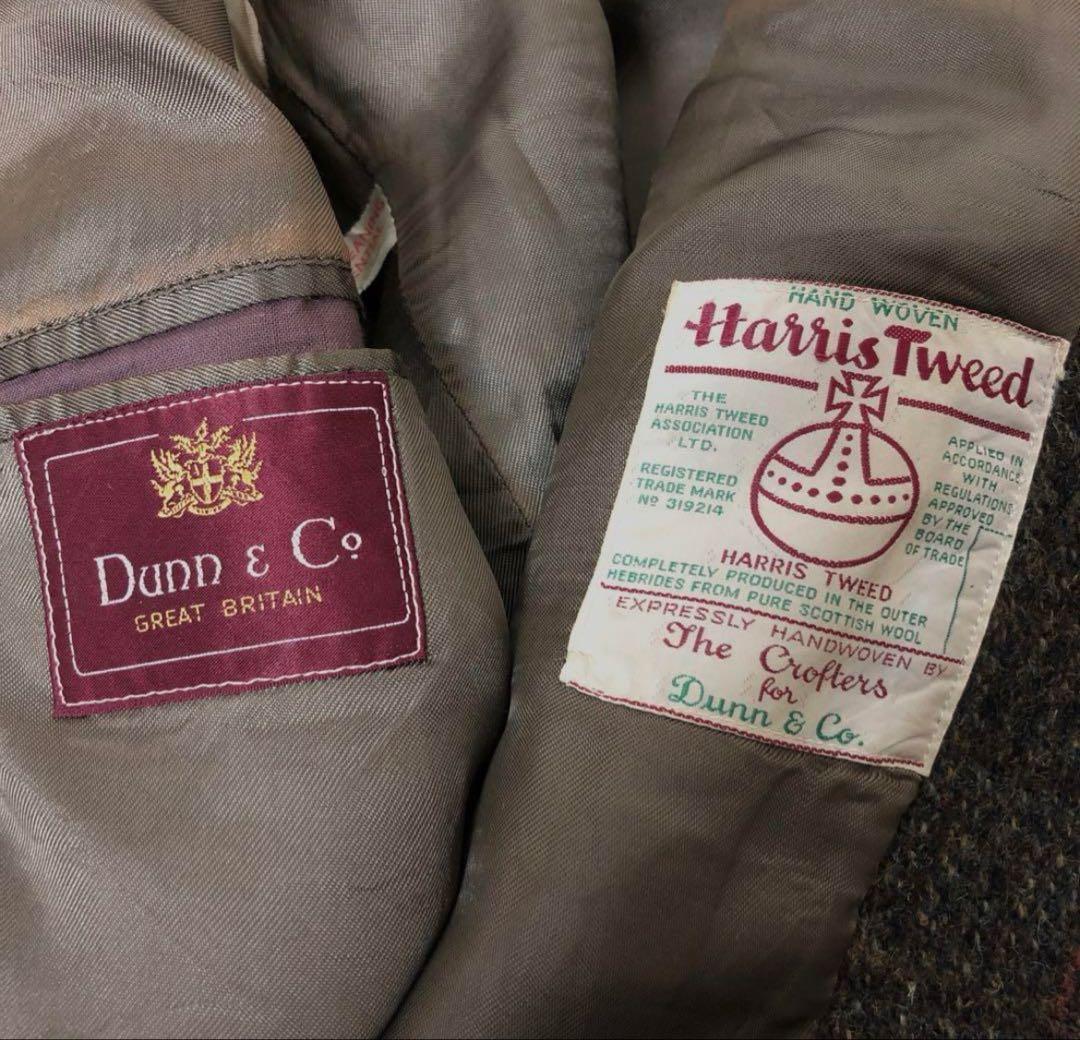 Dunn & Co
GREAT BRITAIN
HAND WOVEN
Harris Tweed
THE
HARRIS TWEED
ASSOCIATION
LTD.
REGISTERED
TRADE MARK
No 319214
APPLIED IN
ACCORDANCE
WITH
REGULATIONS
APPROVED
BY THE
BOARD
OF TRADE
HARRIS TWEED
COMPLETELY PRODUCED IN THE OUTER
HEBRIDES FROM PURE SCOTTISH WOOL
EXPRESSLY HANDWOVEN BY
The Crofters
for
Dunn & Co.